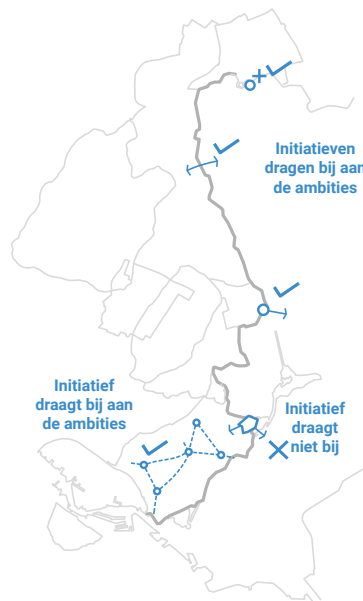 Initiatieven
dragen bij aan
de ambities
Initiatief
draagt bij aan
de ambities
Initiatief
draagt
niet bij